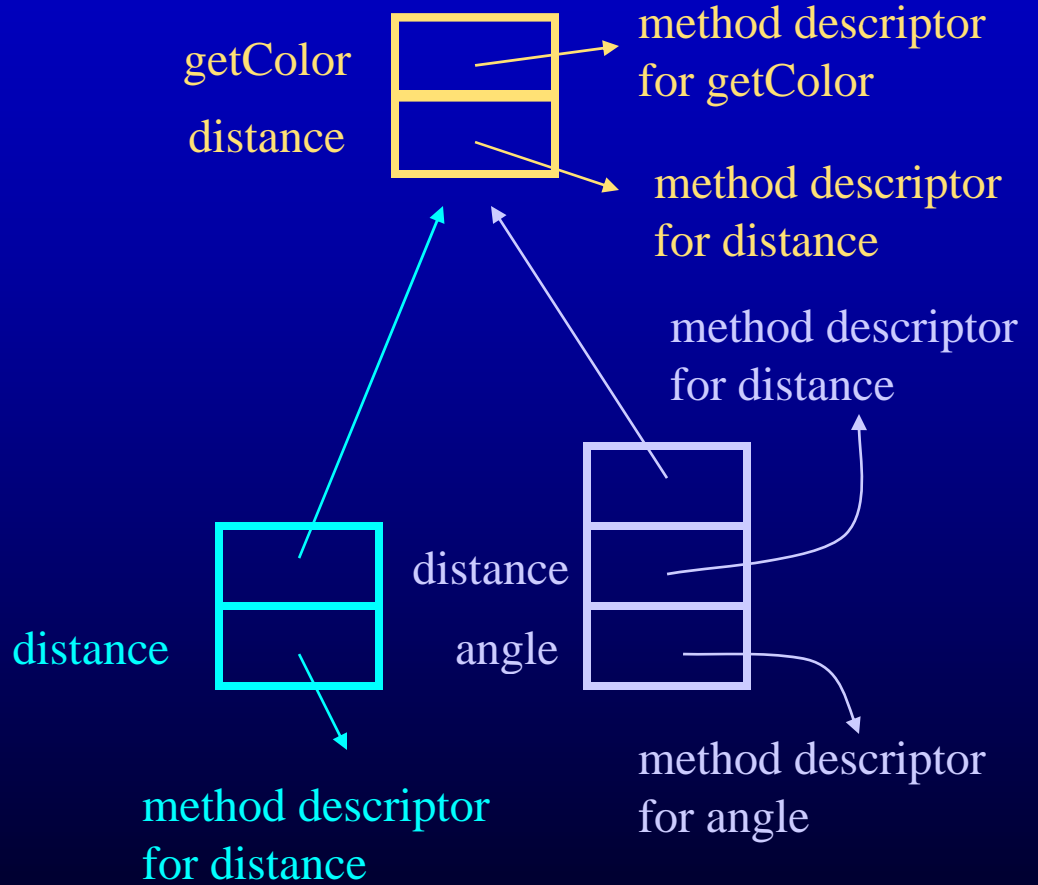 getColor
distance
method descriptor
for getColor
method descriptor
for distance
method descriptor
for distance
distance
angle
distance
method descriptor
for angle
method descriptor
for distance